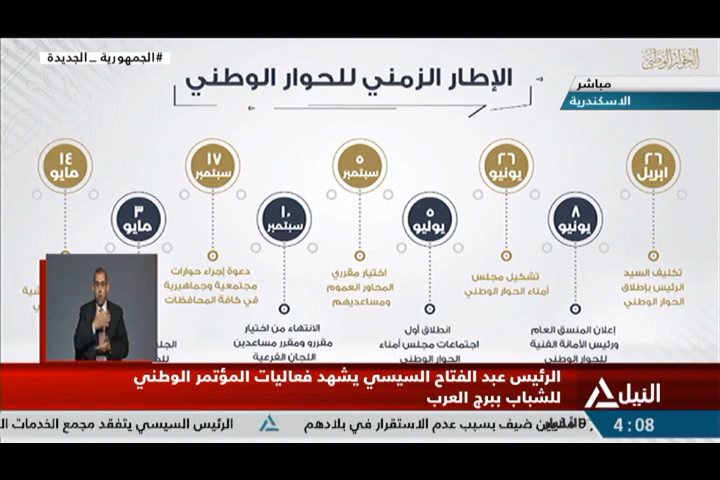 #الجمهورية_الجديدة
الحوار الوطني
مباشر
الاسكندرية
الإطار الزمني للحوار الوطني
٢٦
ابريل
تكليف السيد
الرئيس بإطلاق
الحوار الوطني
٨
يونيو
إعلان المنسق العام
ورئيس الأمانة الفنية
للحوار الوطني
٢٦
يونيو
تشكيل مجلس
أمناء الحوار الوطني
٥
يوليو
انطلاق أول
اجتماعات مجلس أمناء
الحوار الوطني
٥
سبتمبر
اختيار مقرري
المحاور العموم
ومساعديهم
١٠
سبتمبر
الانتهاء من اختيار
مقررو ومقرر مساعدين
اللجان الفرعية
١٧
سبتمبر
دعوة إجراء حوارات
مجتمعية وجماهيرية
في كافة المحافظات
٣
مايو
١٤
مايو
الرئيس عبد الفتاح السيسي يشهد فعاليات المؤتمر الوطني
للشباب ببرج العرب
النيل
4:08
ضيف بسبب عدم الاستقرار في بلادهم
الرئيس السيسي يتفقد مجمع الخدمات